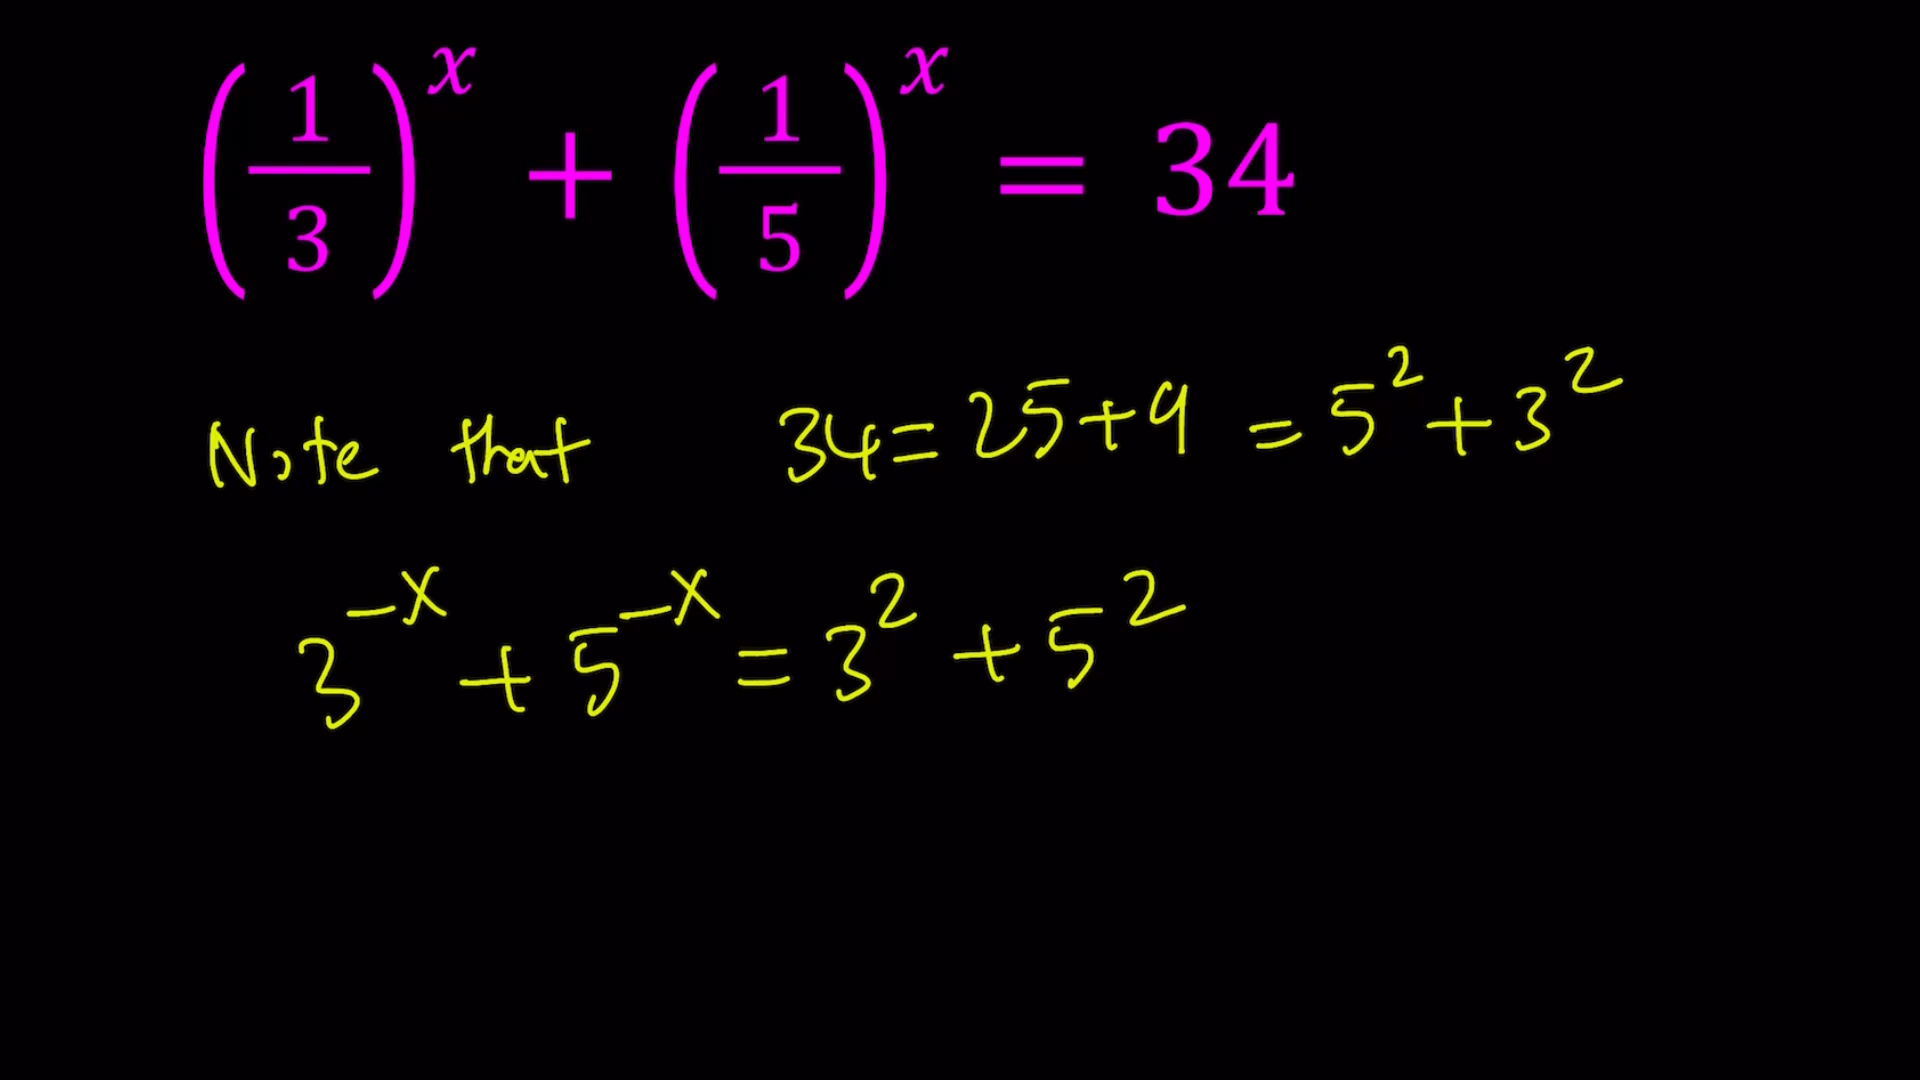 (1/3)^x + (1/5)^x = 34
Note that 34 = 25 + 9 = 5^2 + 3^2
3^-x + 5^-x = 3^2 + 5^2